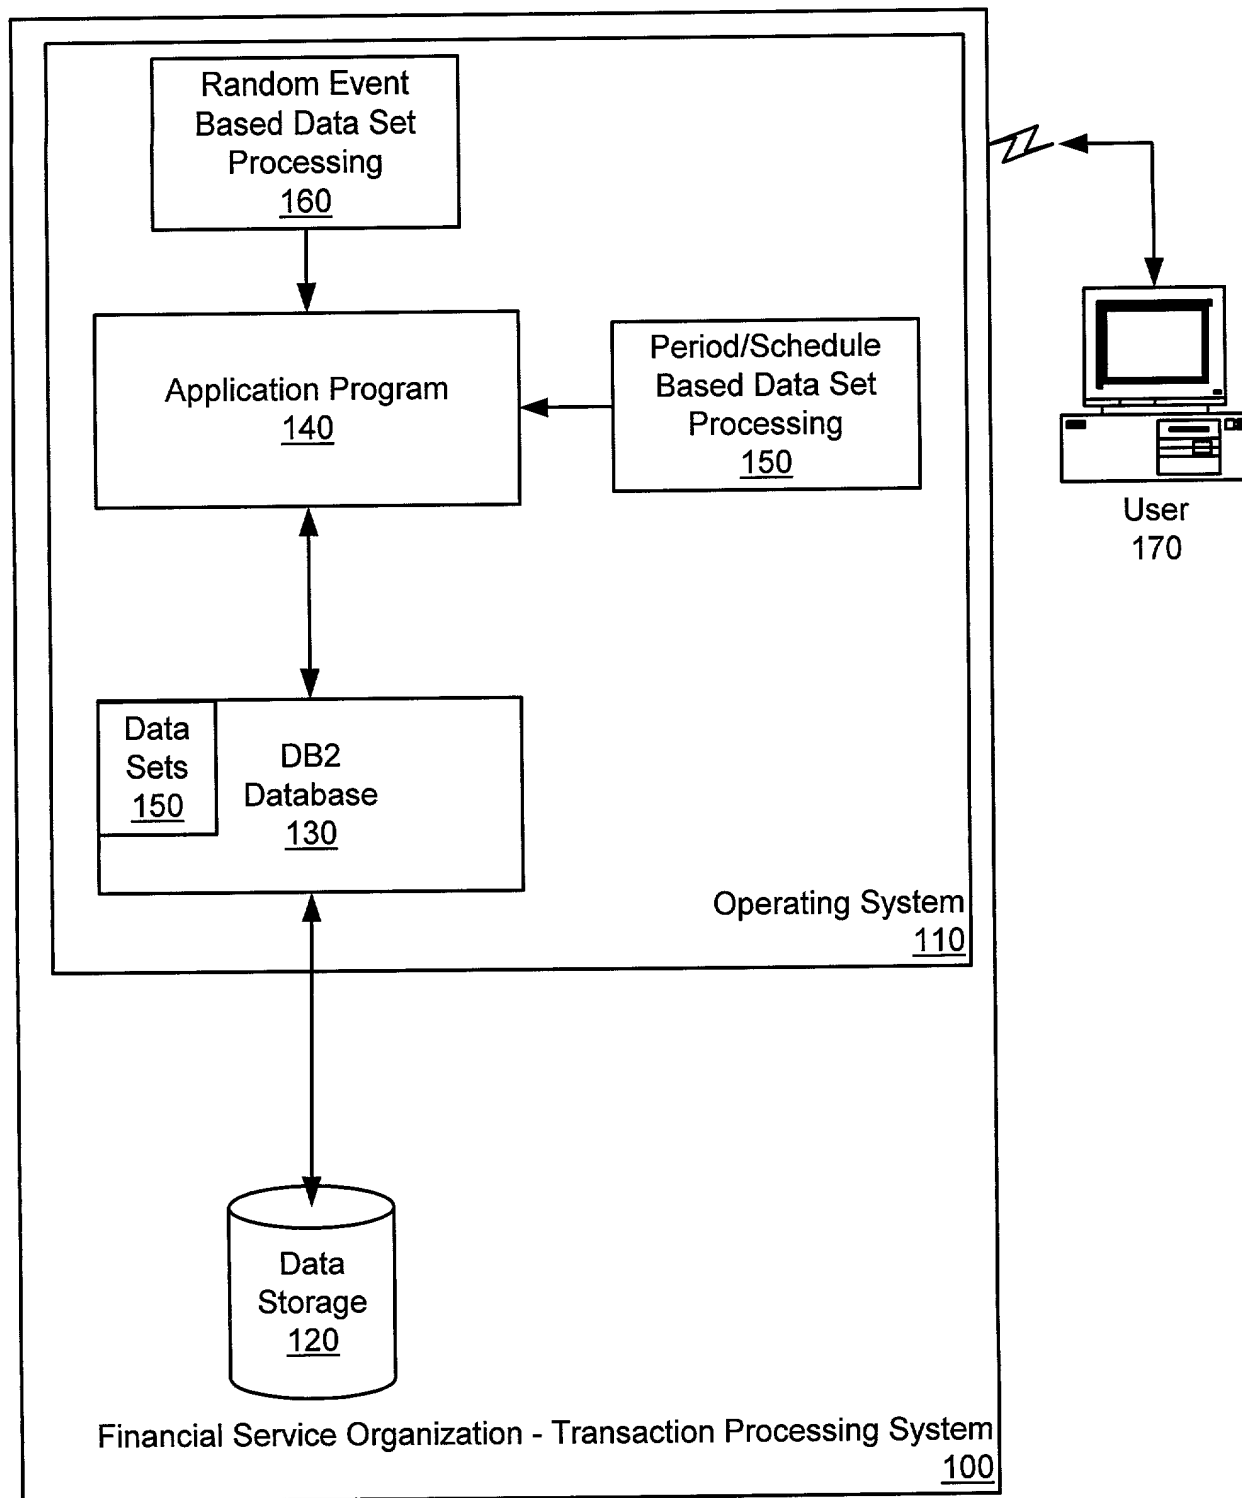 Random Event
Based Data Set
Processing
160
Application Program
140
Period/Schedule
Based Data Set
Processing
150
User
170
Data
Sets
150
DB2
Database
130
Operating System
110
Data
Storage
120
Financial Service Organization - Transaction Processing System
100